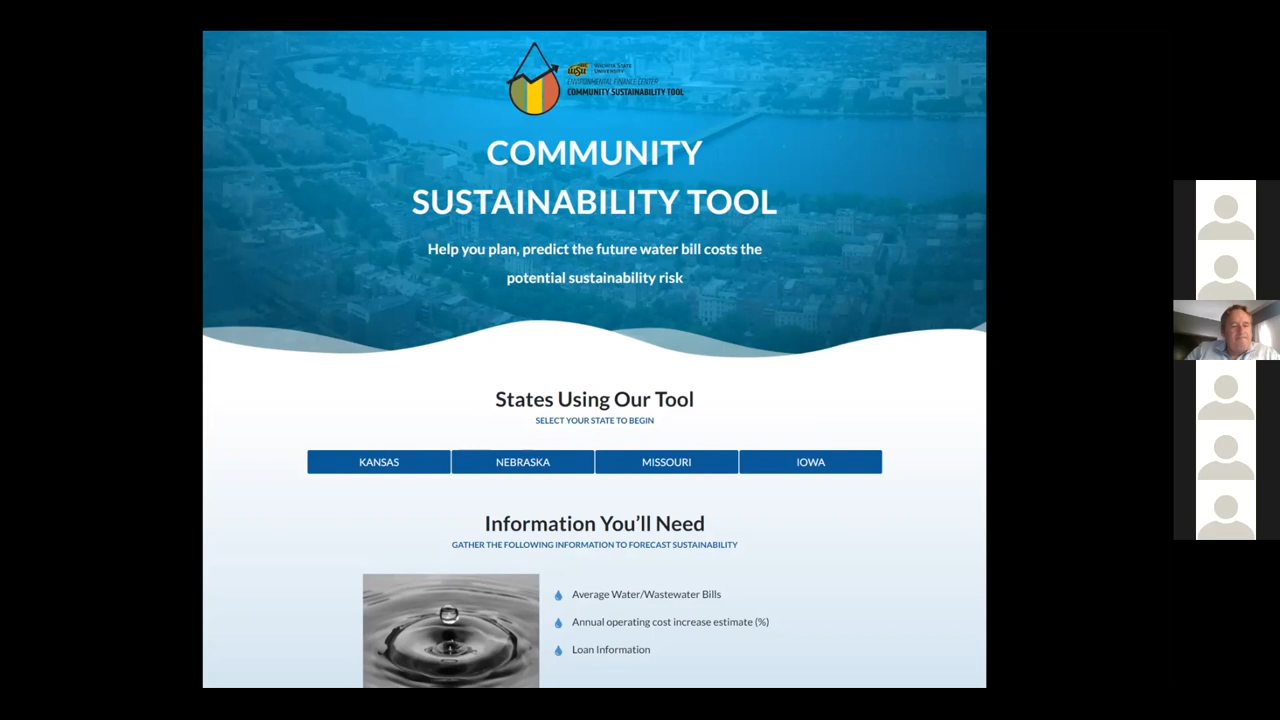 WSU WICHITA STATE
UNIVERSITY
ENVIRONMENTAL FINANCE CENTER
COMMUNITY SUSTAINABILITY TOOL
COMMUNITY
SUSTAINABILITY TOOL
Help you plan, predict the future water bill costs the
potential sustainability risk
States Using Our Tool
SELECT YOUR STATE TO BEGIN
KANSAS NEBRASKA MISSOURI IOWA
Information You’ll Need
GATHER THE FOLLOWING INFORMATION TO FORECAST SUSTAINABILITY
Average Water/Wastewater Bills
Annual operating cost increase estimate (%)
Loan Information